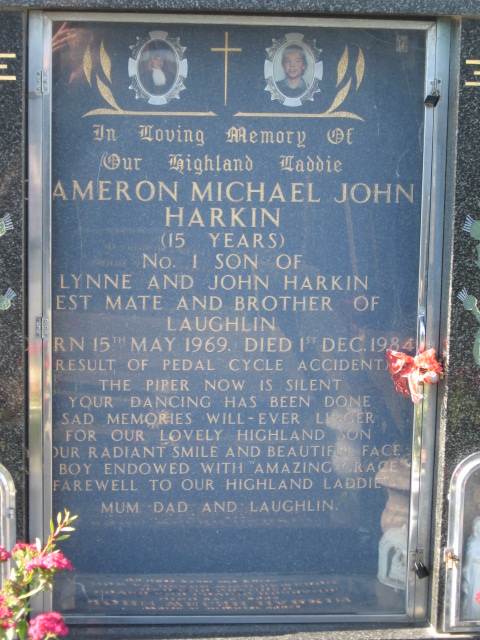 In Loving Memory Of
Our Highland Laddie
AMERON MICHAEL JOHN
HARKIN
(15 YEARS)
No. 1 SON OF
LYNNE AND JOHN HARKIN
EST MATE AND BROTHER OF
LAUGHLIN
RN 15TH MAY 1969. DIED 1ST DEC. 1984
RESULT OF PEDAL CYCLE ACCIDENT)
THE PIPER NOW IS SILENT
YOUR DANCING HAS BEEN DONE
SAD MEMORIES WILL-EVER LINGER
FOR OUR LOVELY HIGHLAND SON
OUR RADIANT SMILE AND BEAUTIFUL FACE
BOY ENDOWED WITH "AMAZING GRACE"
FAREWELL TO OUR HIGHLAND LADDIE
MUM DAD AND LAUGHLIN.